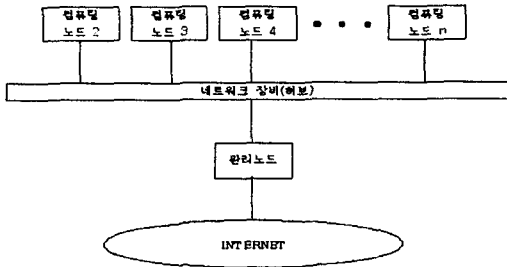 컴퓨팅
노드 2
컴퓨팅
노드 3
컴퓨팅
노드 4
컴퓨팅
노드 n
네트워크 장비(허브)
관리노드
INTERNET